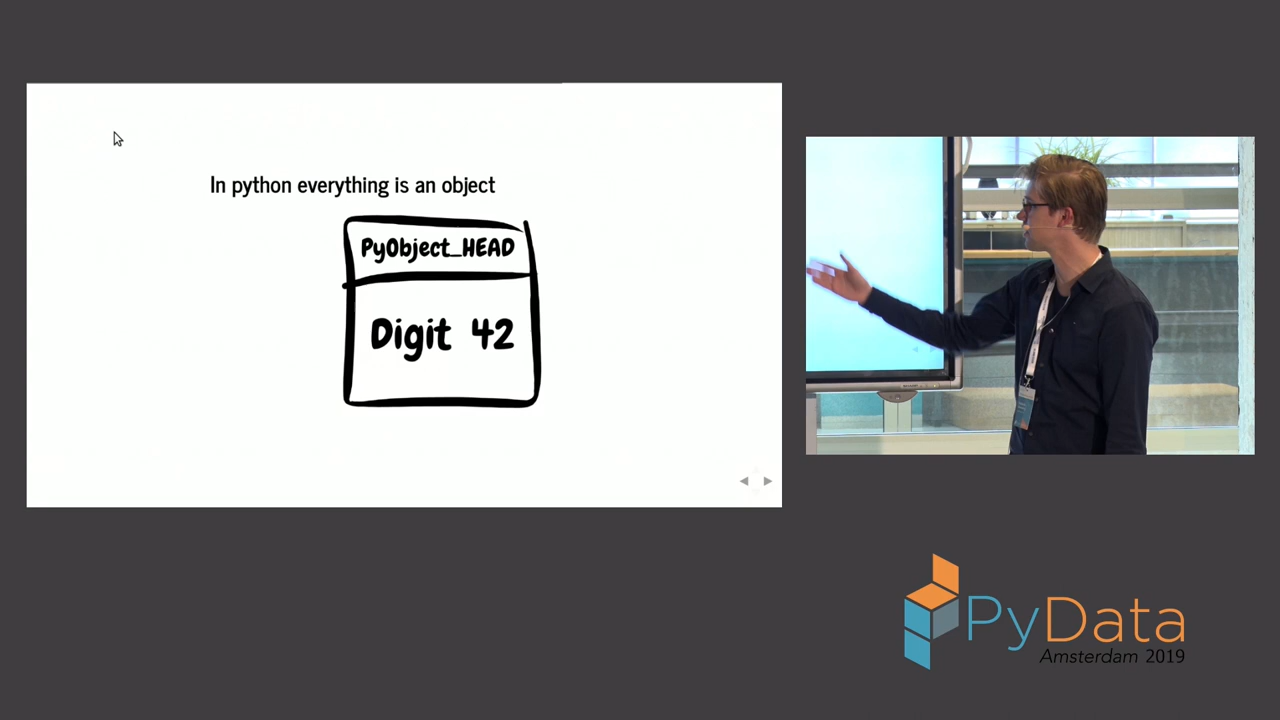 In python everything is an object
PyObject_HEAD
Digit 42
PyData
Amsterdam 2019